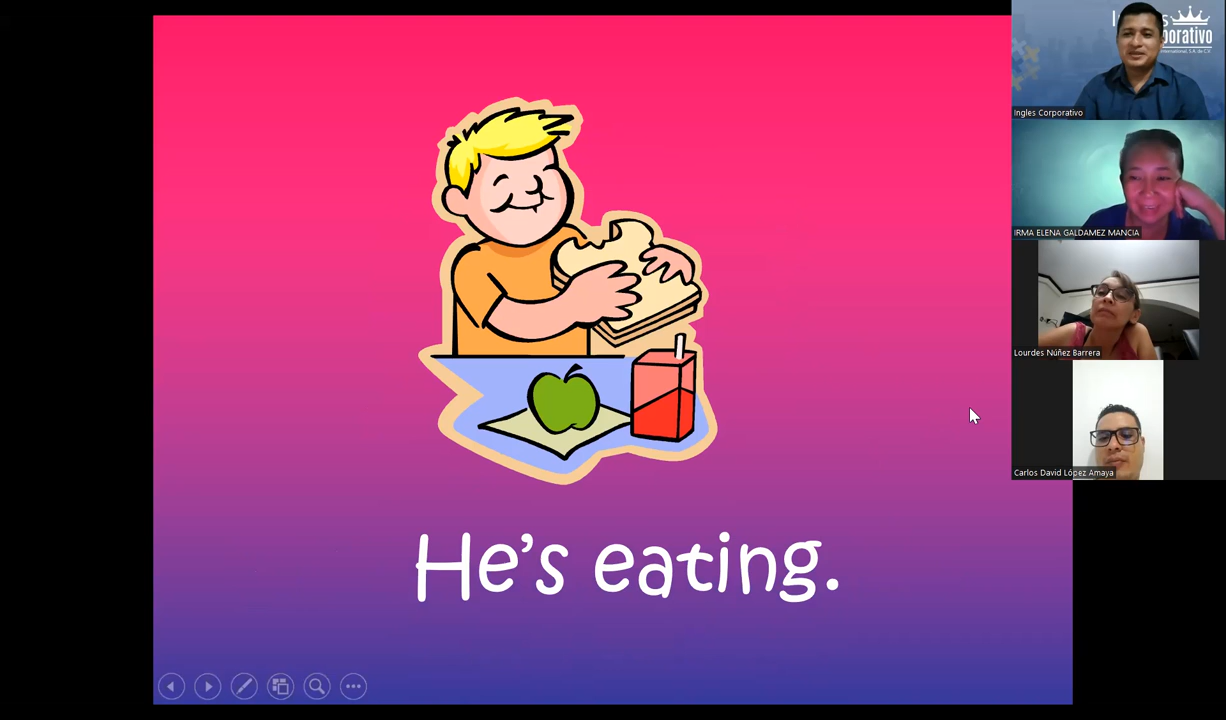 He's eating.
Ingles Corporativo
IRMA ELENA GALDAMEZ MANCIA
Lourdes Núñez Barrera
Carlos David López Amaya